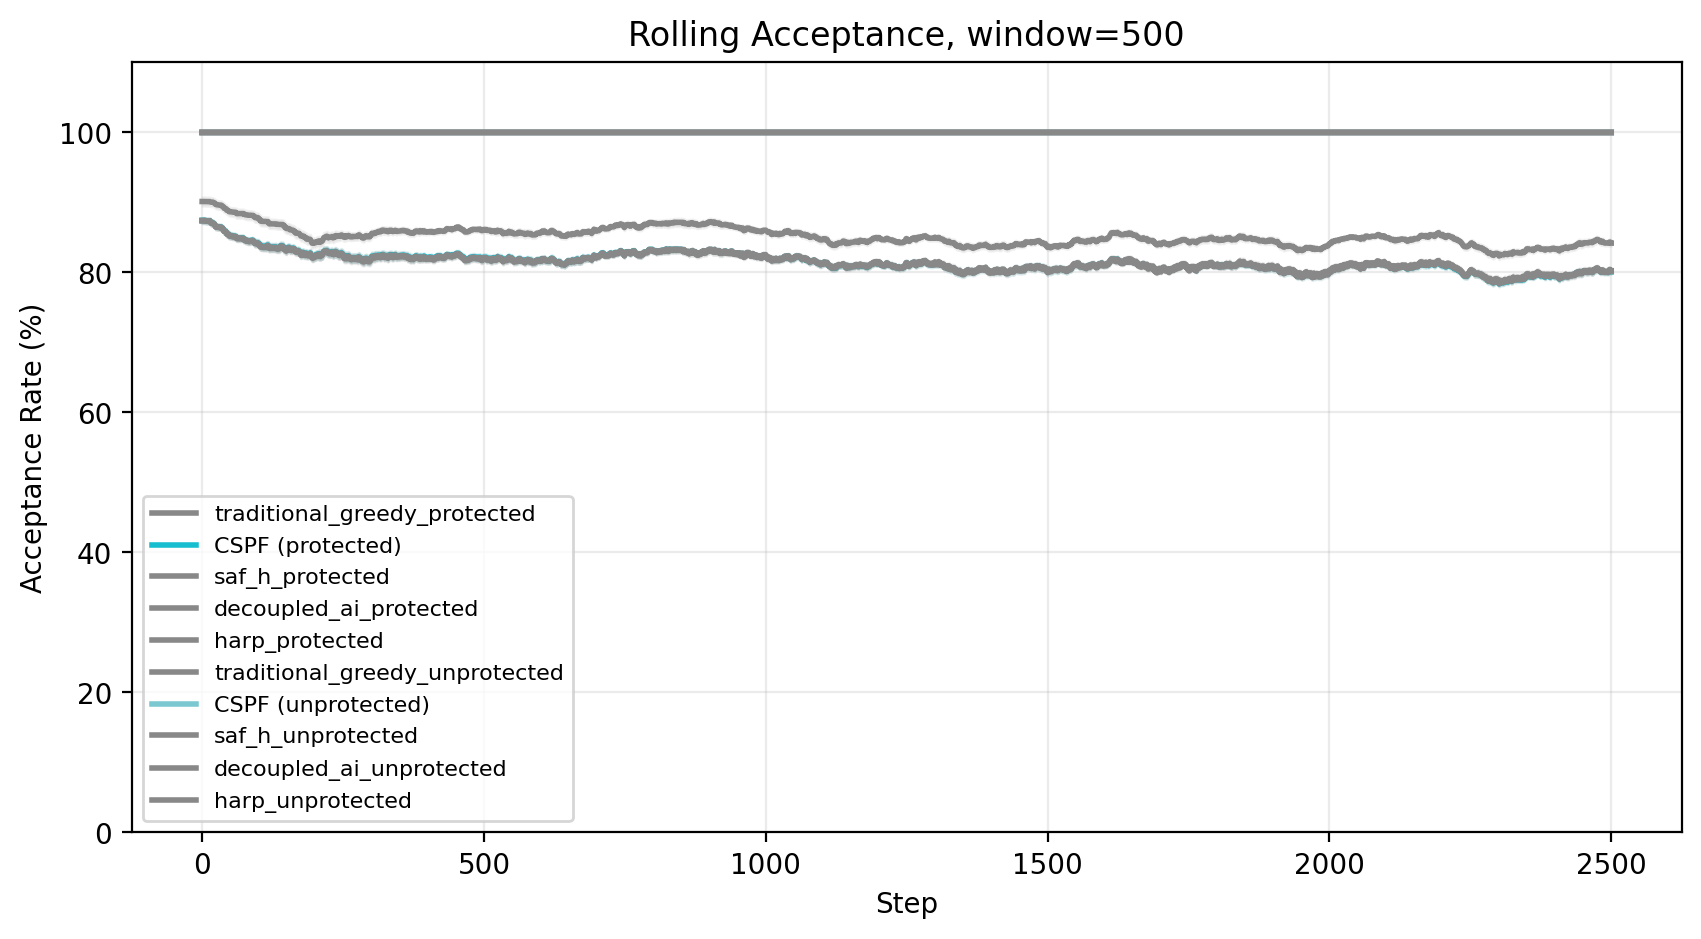 Rolling Acceptance, window=500
Acceptance Rate (%)
100
80
60
40
20
0
traditional_greedy_protected
CSPF (protected)
saf_h_protected
decoupled_ai_protected
harp_protected
traditional_greedy_unprotected
CSPF (unprotected)
saf_h_unprotected
decoupled_ai_unprotected
harp_unprotected
0 500 1000 1500 2000 2500
Step